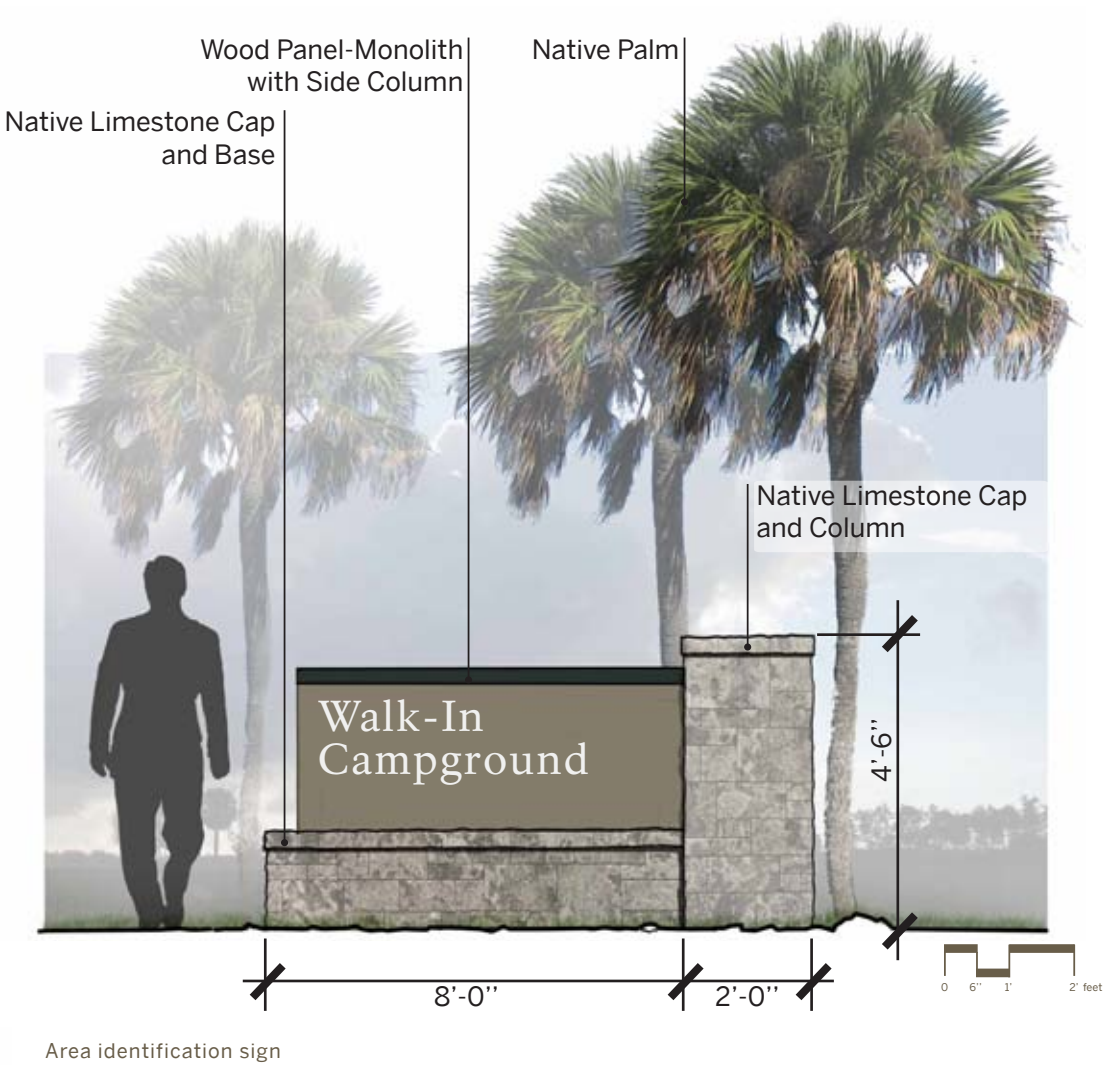 Wood Panel-Monolith
with Side Column
Native Palm
Native Limestone Cap
and Base
Native Limestone Cap
and Column
Walk-In
Campground
4’-6’’
8’-0’’
2’-0’’
0 6’’ 1’ 2’ feet
Area identification sign